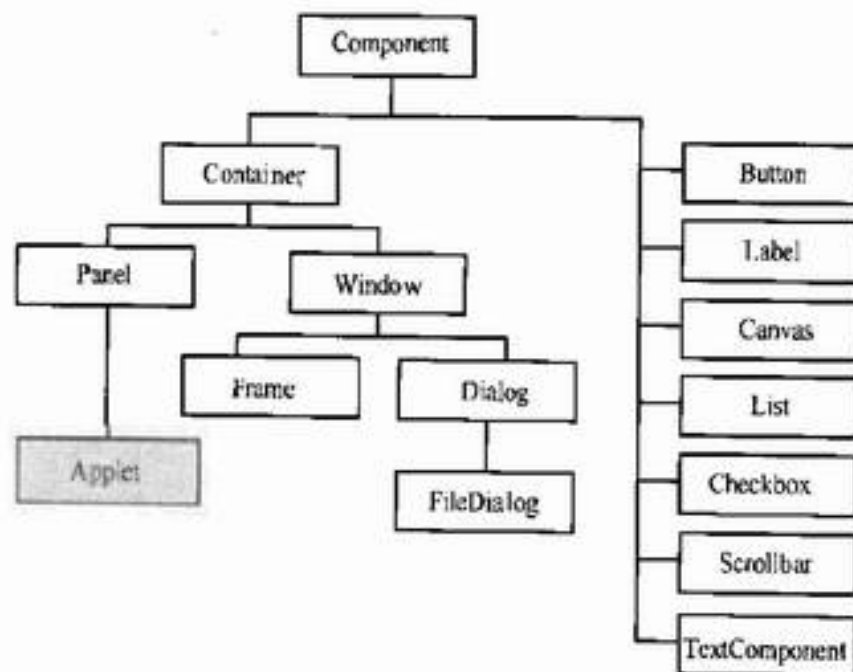 Component
Container
Button
Panel
Window
Label
Canvas
Frame
Dialog
List
Applet
FileDialog
Checkbox
Scrollbar
TextComponent